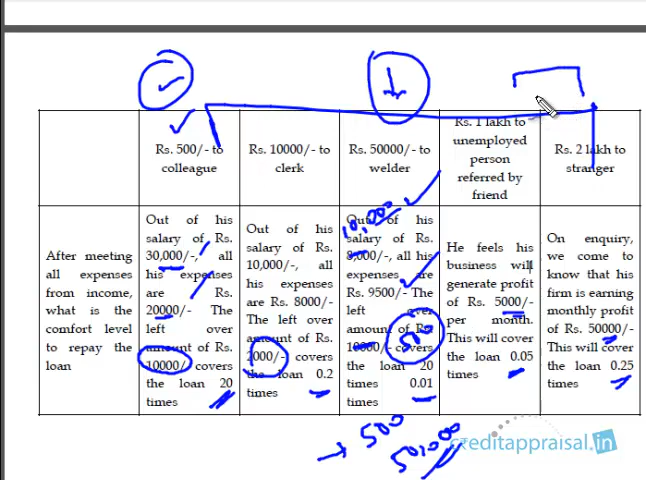 Rs. 500/- to
colleague
Rs. 10000/- to
clerk
Rs. 50000/- to
welder
Rs. 1 lakh to
unemployed
person
referred by
friend
Rs. 2 lakh to
stranger
After meeting
all expenses
from income,
what is the
comfort level
to repay the
loan
Out of his
salary of Rs.
30,000/-, all
his expenses
are Rs.
20000/- The
left over
amount of Rs.
10000/- covers
the loan 20
times
Out of his
salary of Rs.
10,000/-, all
his expenses
are Rs. 8000/-
The left over
amount of Rs.
2000/- covers
the loan 0.2
times
10,000
Out of his
salary of Rs.
8,000/-, all his
expenses are
Rs. 9500/- The
left over
amount of Rs.
10000/- covers
the loan 20
times 0.01
500
He feels his
business will
generate profit
of Rs. 5000/-
per month.
This will cover
the loan 0.05
times
On enquiry,
we come to
know that his
firm is earning
monthly profit
of Rs. 50000/-
This will cover
the loan 0.25
times
500
50,000
creditappraisal.in